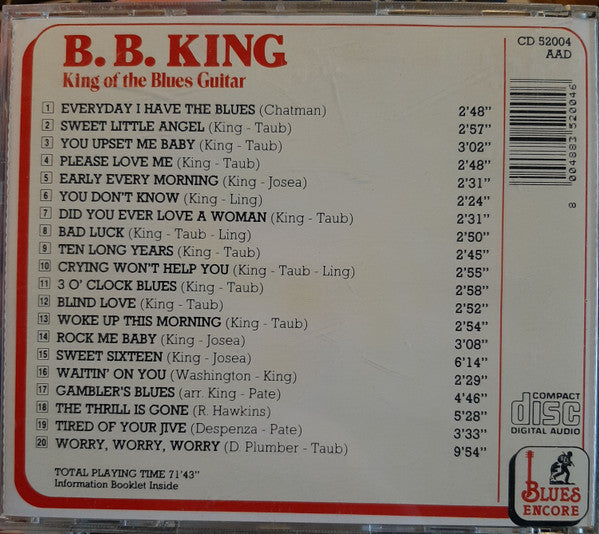 B. B. KING
King of the Blues Guitar
CD 52004
AAD
1 EVERYDAY I HAVE THE BLUES (Chatman) 2'48"
2 SWEET LITTLE ANGEL (King - Taub) 2'57"
3 YOU UPSET ME BABY (King - Taub) 3'02"
4 PLEASE LOVE ME (King - Taub) 2'48"
5 EARLY EVERY MORNING (King - Josea) 2'31"
6 YOU DON'T KNOW (King - Ling) 2'24"
7 DID YOU EVER LOVE A WOMAN (King - Taub) 2'31"
8 BAD LUCK (King - Taub - Ling) 2'50"
9 TEN LONG YEARS (King - Taub) 2'45"
10 CRYING WON'T HELP YOU (King - Taub - Ling) 2'55"
11 3 O' CLOCK BLUES (King - Taub) 2'58"
12 BLIND LOVE (King - Taub) 2'52"
13 WOKE UP THIS MORNING (King - Taub) 2'54"
14 ROCK ME BABY (King - Josea) 3'08"
15 SWEET SIXTEEN (King - Josea) 6'14"
16 WAITIN' ON YOU (Washington - King) 2'29"
17 GAMBLER'S BLUES (arr. King - Pate) 4'46"
18 THE THRILL IS GONE (R. Hawkins) 5'28"
19 TIRED OF YOUR JIVE (Despenza - Pate) 3'33"
20 WORRY, WORRY, WORRY (D. Plumber - Taub) 9'54"
TOTAL PLAYING TIME 71'43"
Information Booklet Inside
8 004883 520046
COMPACT
disc
DIGITAL AUDIO
BLUES
ENCORE